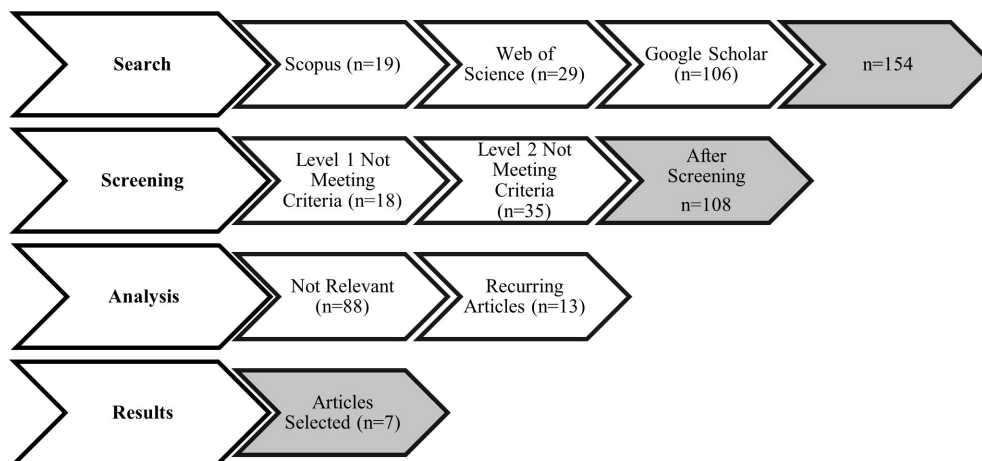 Search
Scopus (n=19)
Web of
Science (n=29)
Google Scholar
(n=106)
n=154
Screening
Level 1 Not
Meeting
Criteria (n=18)
Level 2 Not
Meeting
Criteria
(n=35)
After
Screening
n=108
Analysis
Not Relevant
(n=88)
Recurring
Articles (n=13)
Results
Articles
Selected (n=7)